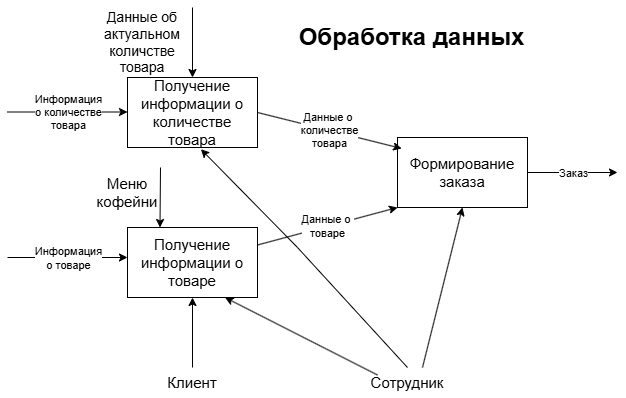 Обработка данных
Данные об
актуальном
количстве
товара
Получение
информации о
количестве
товара
Информация
о количестве
товара
Данные о
количестве
товара
Формирование
заказа
Заказ
Меню
кофейни
Получение
информации о
товаре
Информация
о товаре
Данные о
товаре
Клиент
Сотрудник